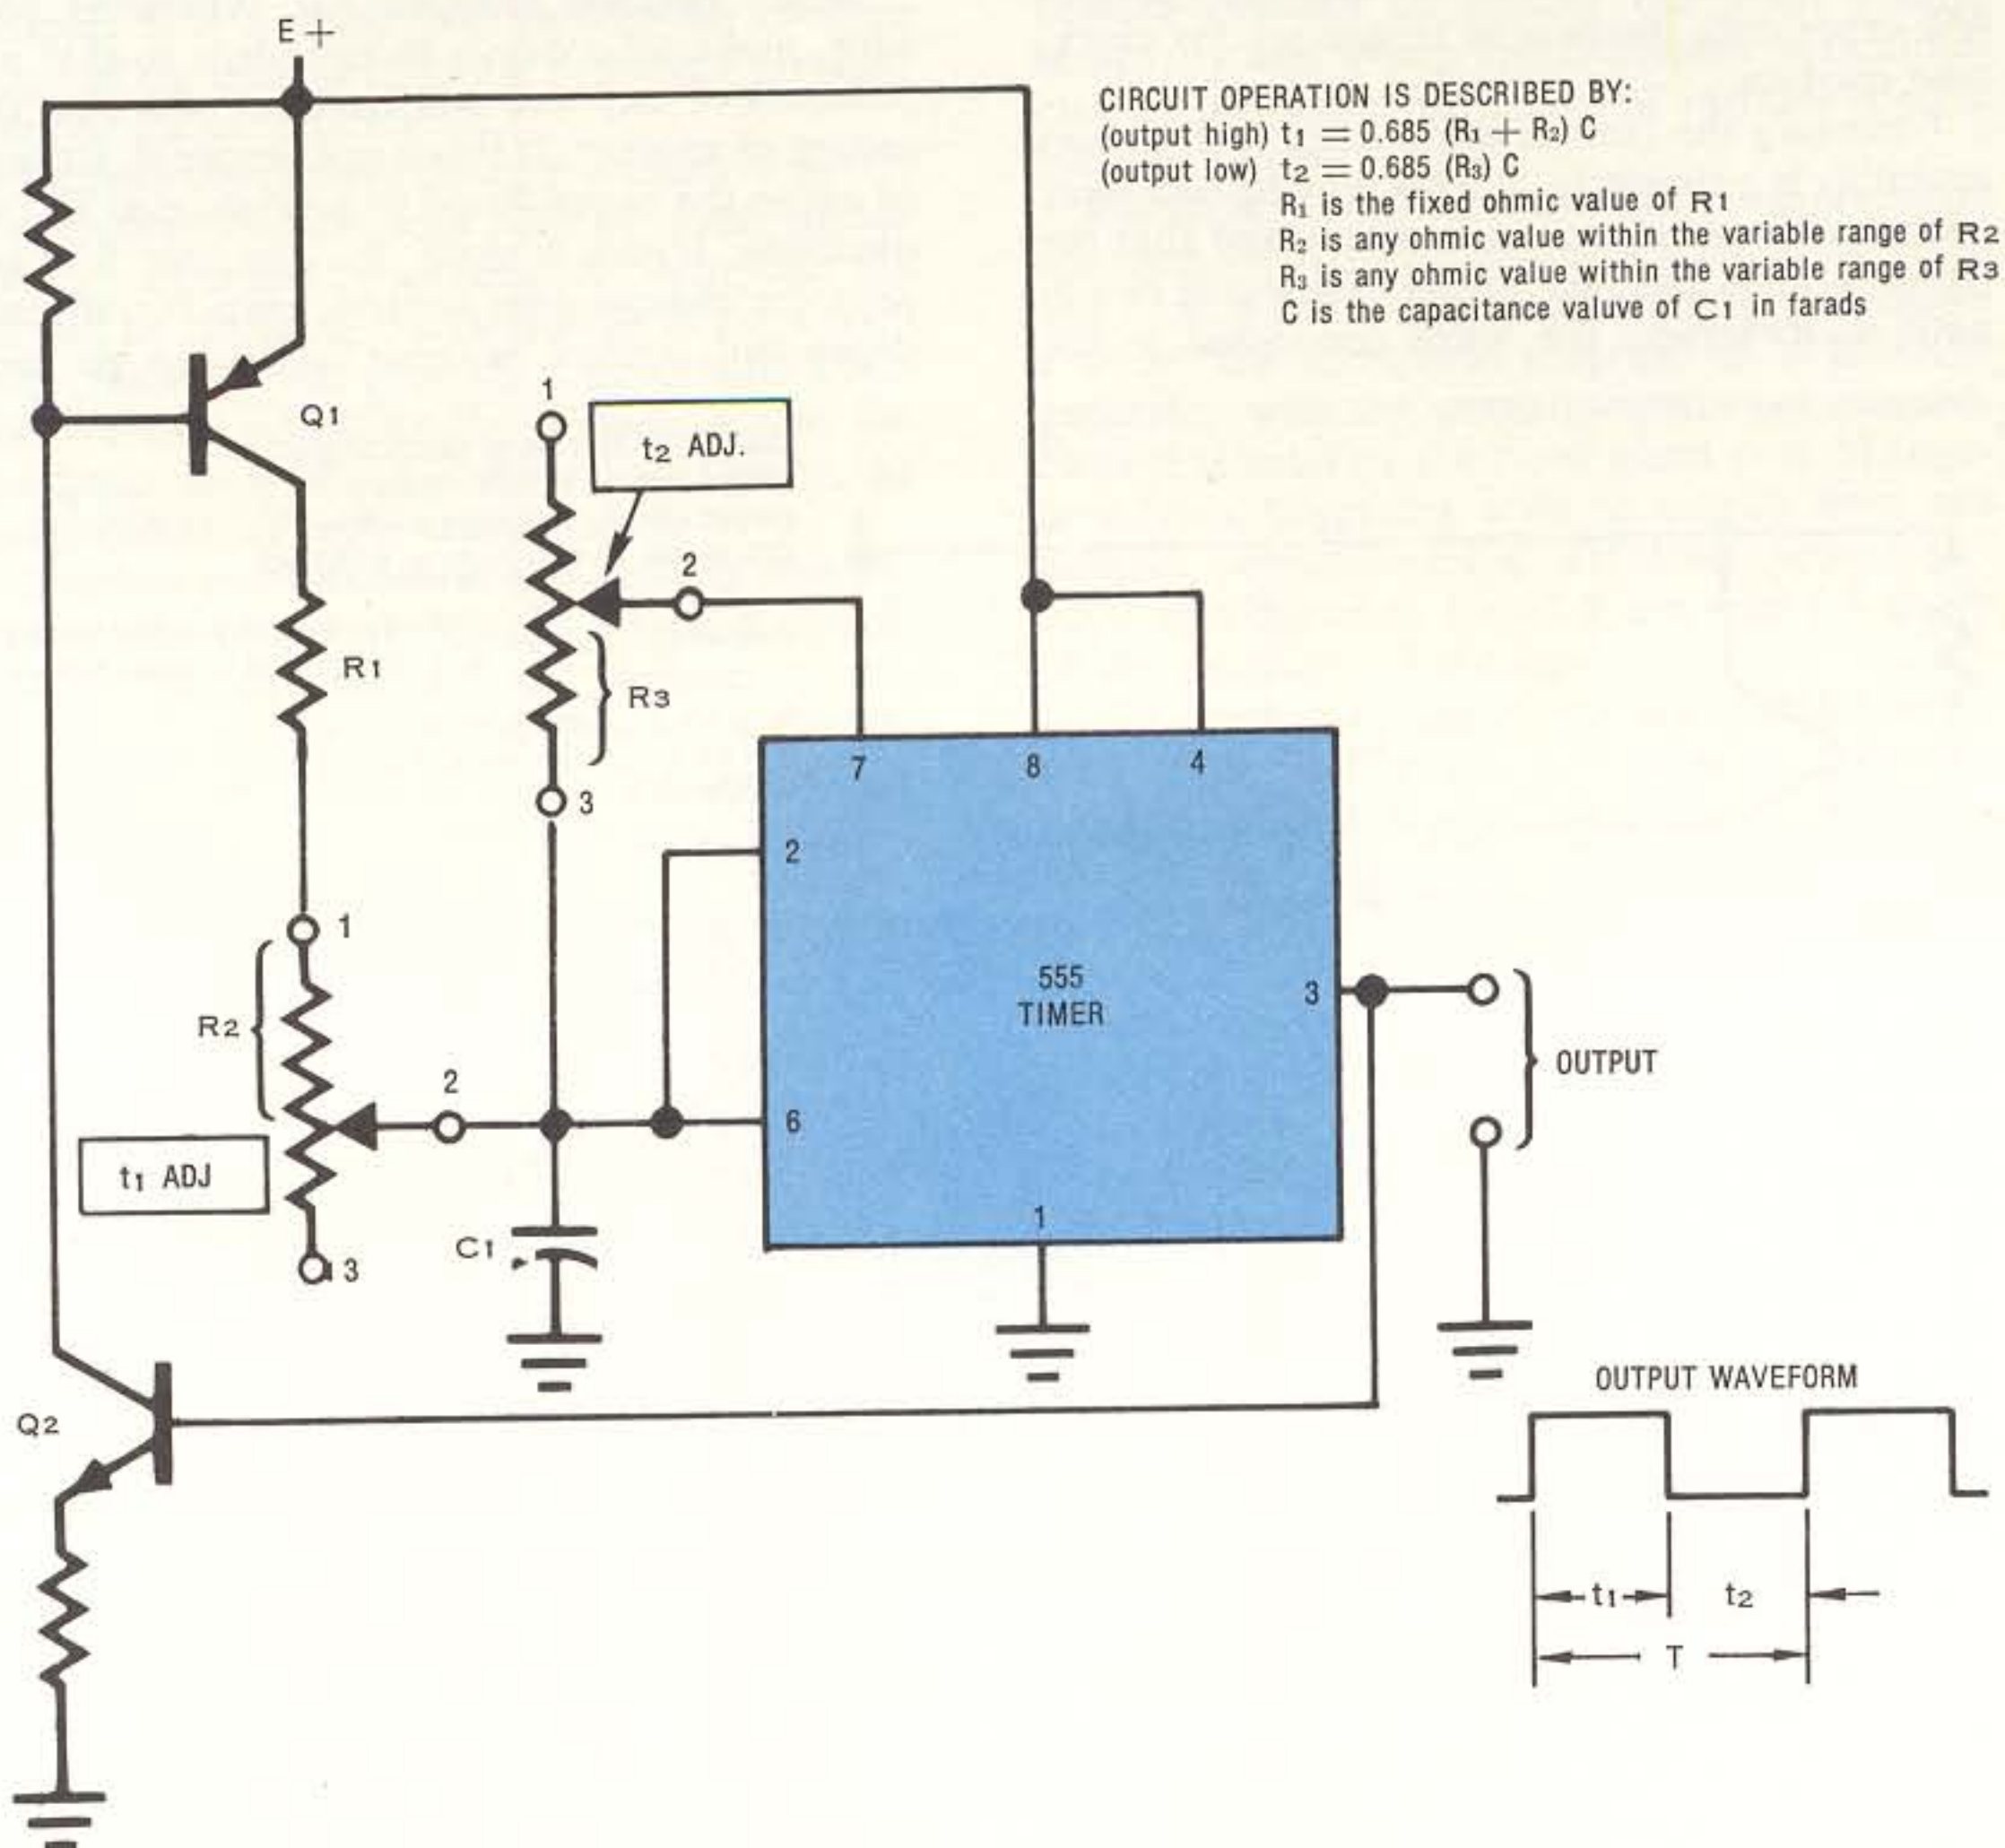 E+
CIRCUIT OPERATION IS DESCRIBED BY:
(output high) t1 = 0.685 (R1 + R2) C
(output low) t2 = 0.685 (R3) C
R1 is the fixed ohmic value of R1
R2 is any ohmic value within the variable range of R2
R3 is any ohmic value within the variable range of R3
C is the capacitance valuve of C1 in farads
Q1
1
t2 ADJ.
2
R1
R3
3
7
8
4
2
1
R2
555
TIMER
3
2
6
OUTPUT
t1 ADJ
C1
1
3
Q2
OUTPUT WAVEFORM
t1
t2
T